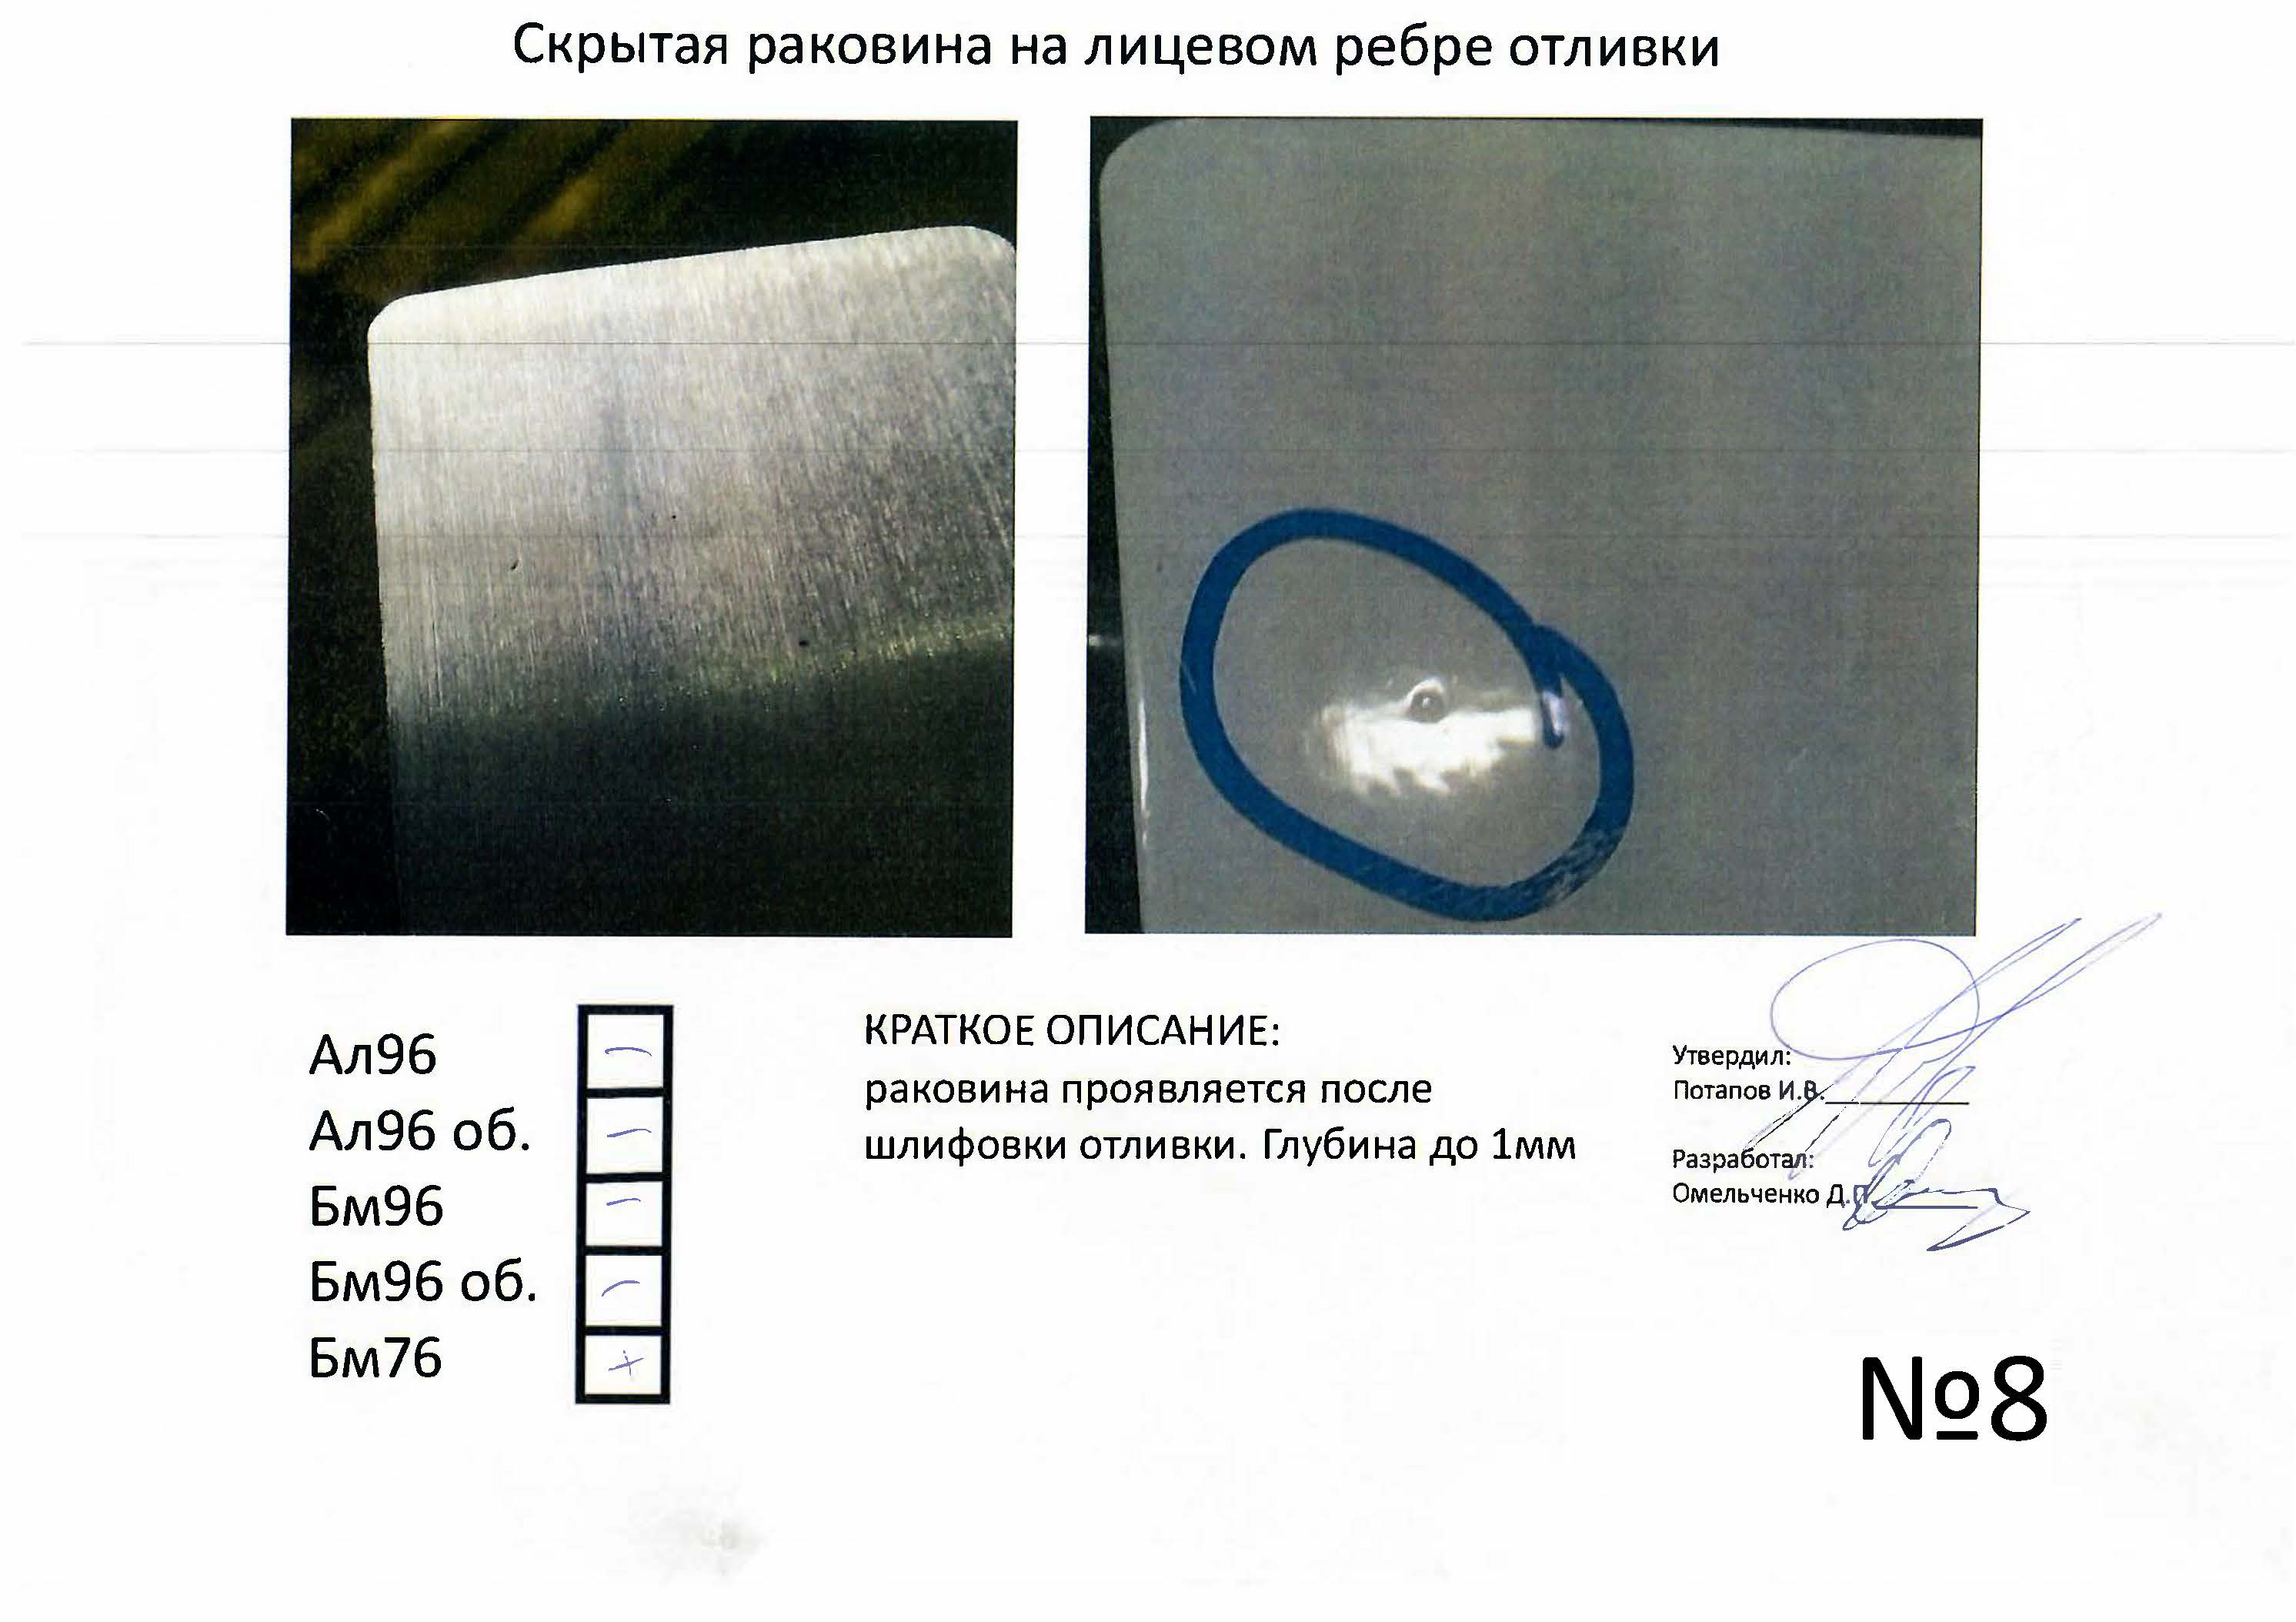 Скрытая раковина на лицевом ребре отливки
Ал96 –
Ал96 об. –
Бм96 –
Бм96 об. –
Бм76 +
КРАТКОЕ ОПИСАНИЕ:
раковина проявляется после
шлифовки отливки. Глубина до 1мм
Утвердил:
Потапов И.В.
Разработал:
Омельченко Д.П.
№8